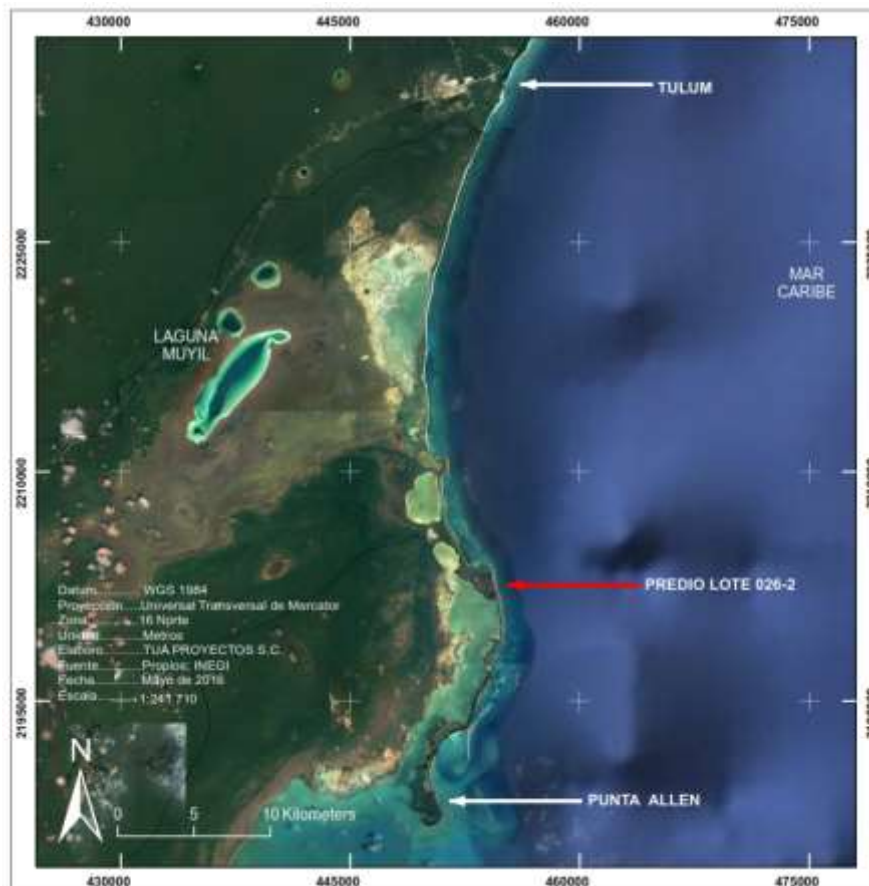 430000 445000 460000 475000
TULUM
2225000
MAR
CARIBE
LAGUNA
MUYIL
2210000
PREDIO LOTE 026-2
Datum.......... WGS 1984
Proyección.....Universal Transversal de Mercator
Zona............16 Norte
Unidad..........Metros
Elaboró.........TUA PROYECTOS S.C.
Fuente..........Propios; INEGI
Fecha...........Mayo de 2016
Escala..........1:241 710
2195000
N
0 5 10 Kilometers
PUNTA ALLEN
430000 445000 460000 475000